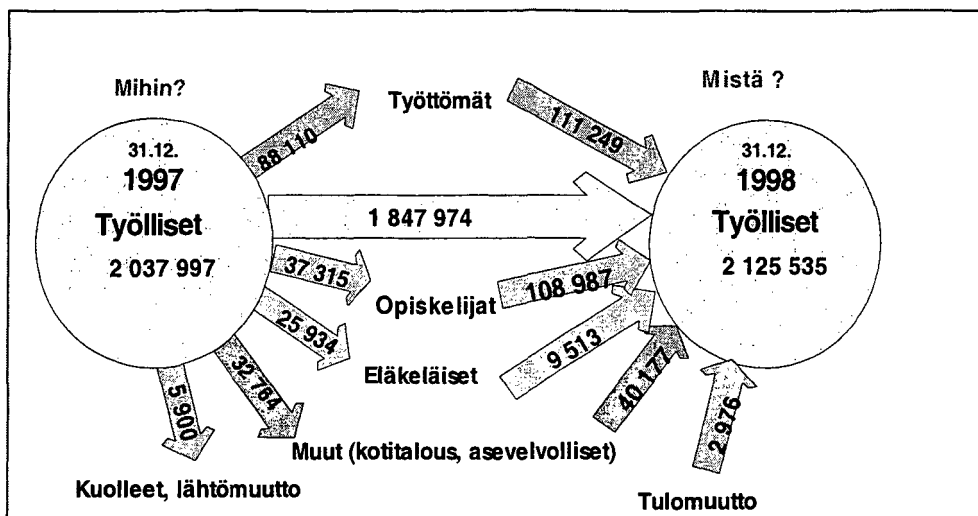 Mihin?
Työttömät
Mistä ?
88 110
111 249
31.12.
1997
Työlliset
2 037 997
31.12.
1998
Työlliset
2 125 535
1 847 974
37 315
Opiskelijat
108 987
25 934
Eläkeläiset
9 513
32 764
40 177
5 900
2 976
Muut (kotitalous, asevelvolliset)
Kuolleet, lähtömuutto
Tulomuutto